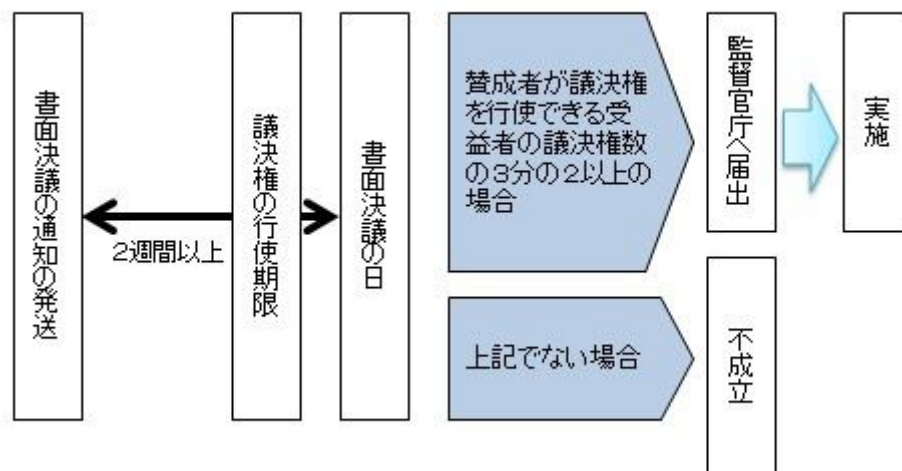 書面決議の通知の発送
2週間以上
議決権の行使期限
書面決議の日
賛成者が議決権
を行使できる受
益者の議決権数
の3分の2以上の
場合
監督官庁へ届出
実施
上記でない場合
不成立